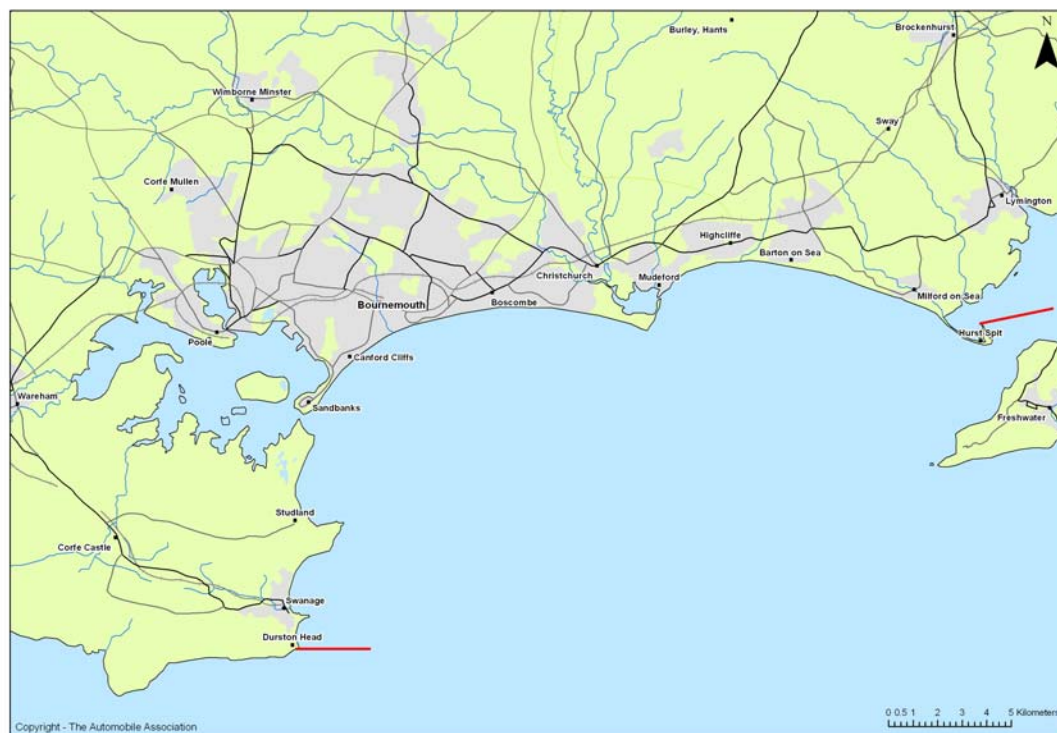 Burley, Hants
Brockenhurst
N
Wimborne Minster
Sway
Corfe Mullen
Lymington
Highcliffe
Barton on Sea
Christchurch
Mudeford
Milford on Sea
Bournemouth
Boscombe
Poole
Hurst Spit
Canford Cliffs
Wareham
Sandbanks
Freshwater
Studland
Corfe Castle
Swanage
Durston Head
0 0.5 1 2 3 4 5 Kilometers
Copyright - The Automobile Association